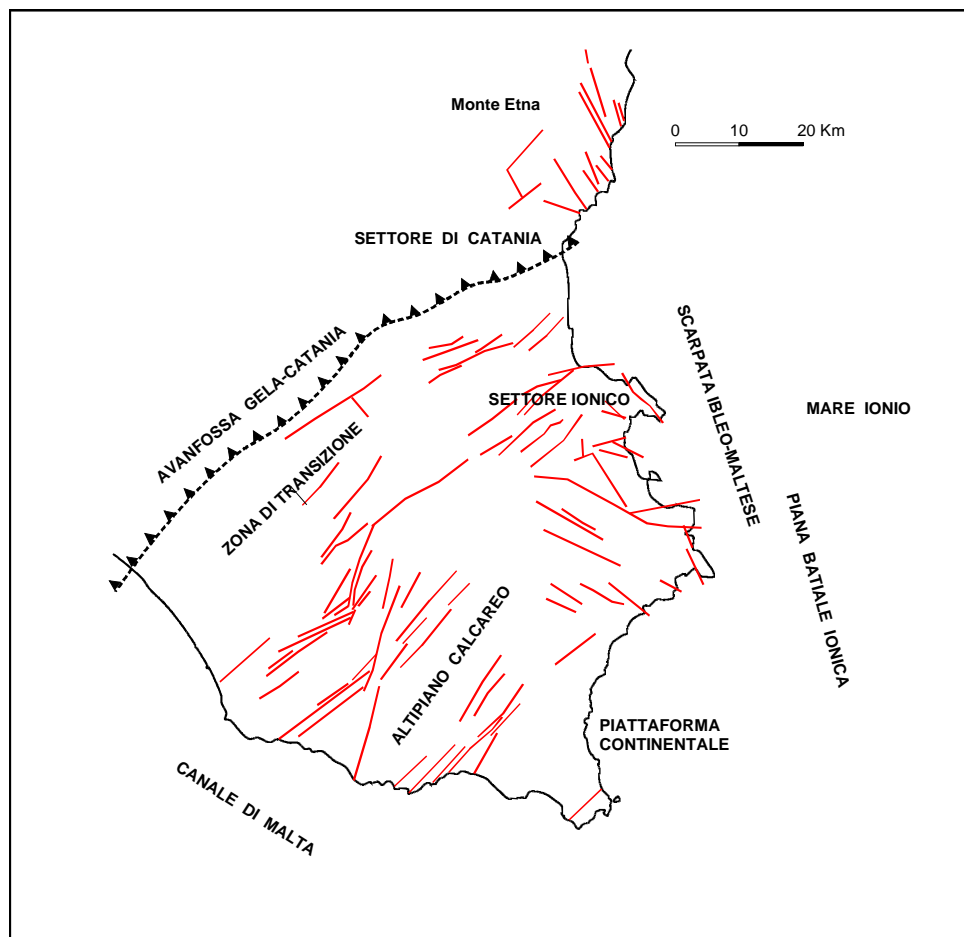 Monte Etna
0 10 20 Km
SETTORE DI CATANIA
AVANFOSSA GELA-CATANIA
SCARPATA IBLEO-MALTESE
SETTORE IONICO
MARE IONIO
ZONA DI TRANSIZIONE
PIANA BATIALE IONICA
ALTIPIANO CALCAREO
PIATTAFORMA
CONTINENTALE
CANALE DI MALTA